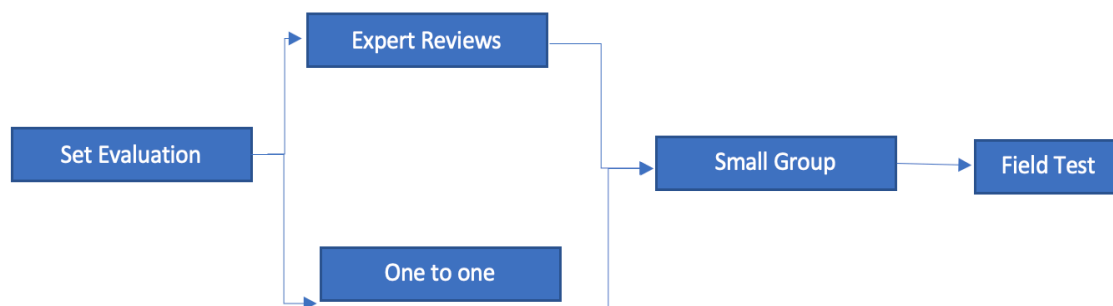 Expert Reviews
Set Evaluation
Small Group
Field Test
One to one